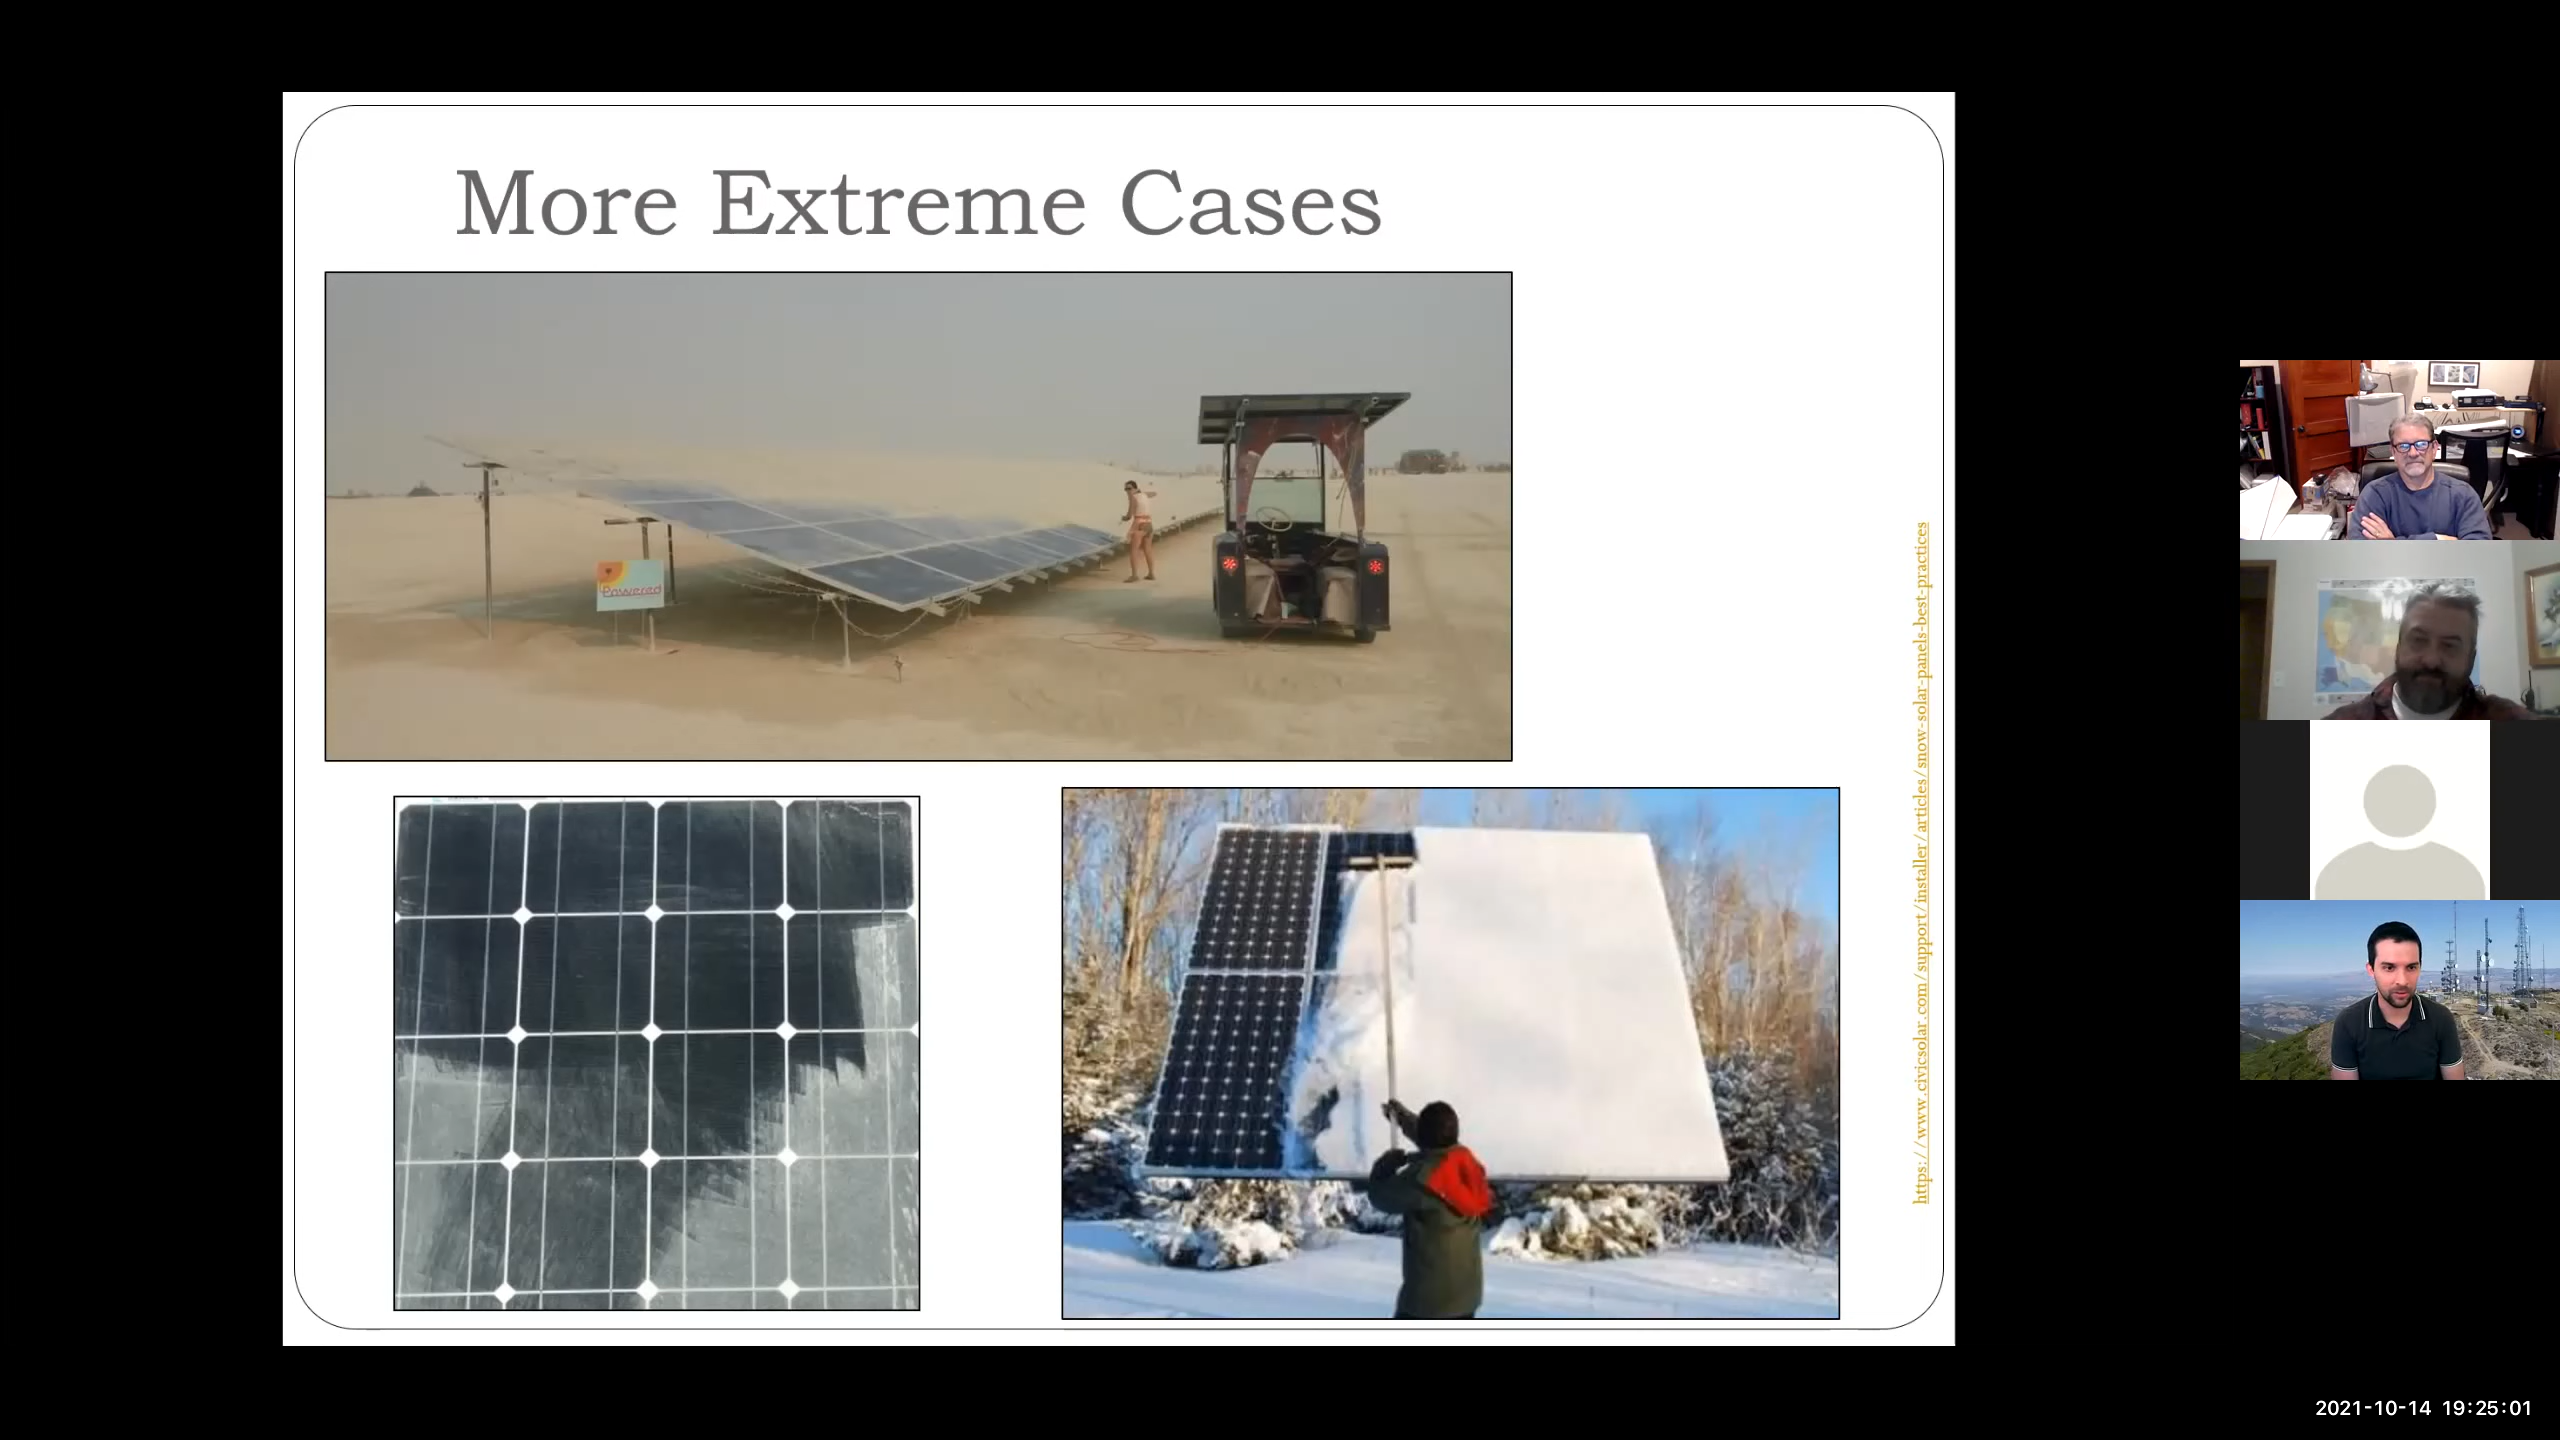 More Extreme Cases
Powered
https://www.civicsolar.com/support/installer/articles/snow-solar-panels-best-practices
2021-10-14 19:25:01